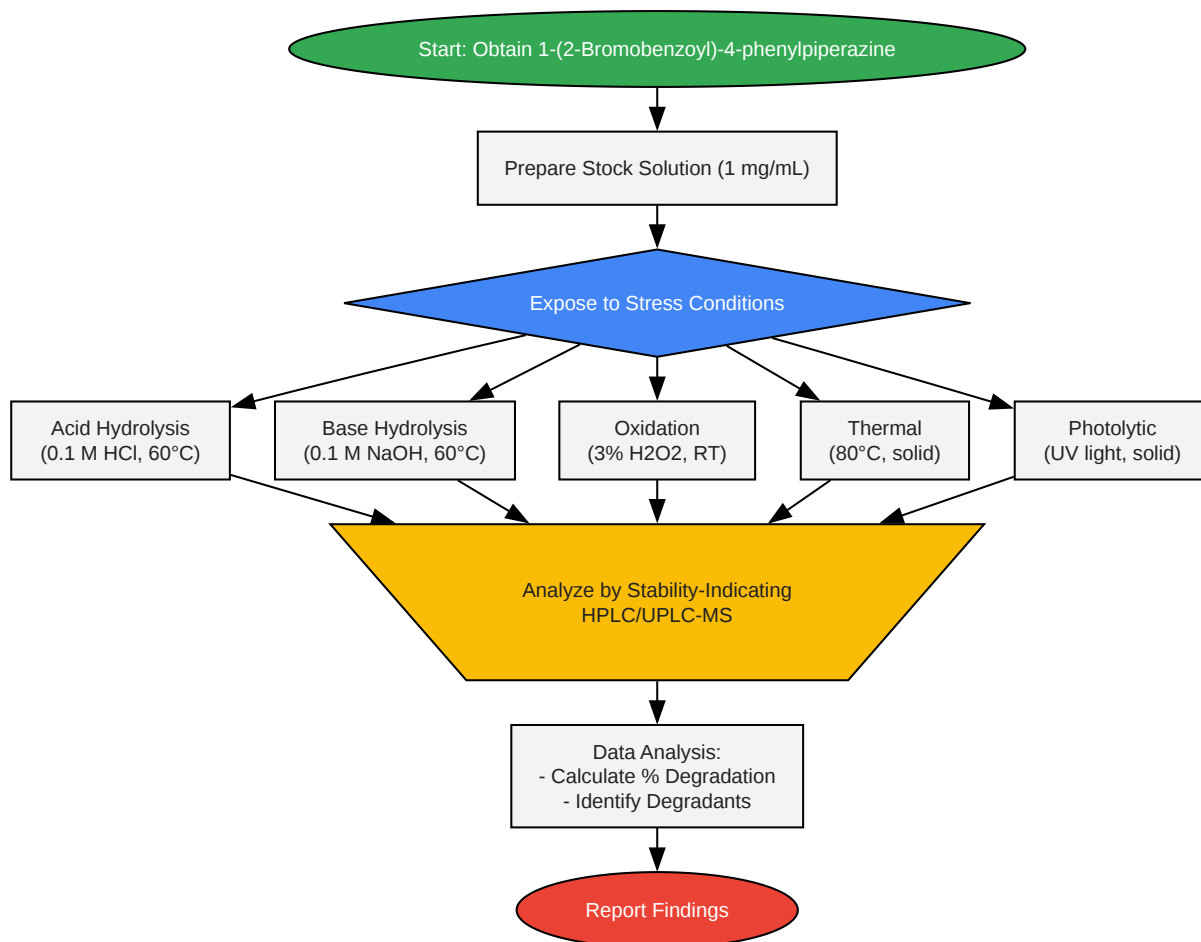 Start: Obtain 1-(2-Bromobenzoyl)-4-phenylpiperazine
Prepare Stock Solution (1 mg/mL)
Expose to Stress Conditions
Acid Hydrolysis
(0.1 M HCl, 60°C)
Base Hydrolysis
(0.1 M NaOH, 60°C)
Oxidation
(3% H2O2, RT)
Thermal
(80°C, solid)
Photolytic
(UV light, solid)
Analyze by Stability-Indicating
HPLC/UPLC-MS
Data Analysis:
- Calculate % Degradation
- Identify Degradants
Report Findings